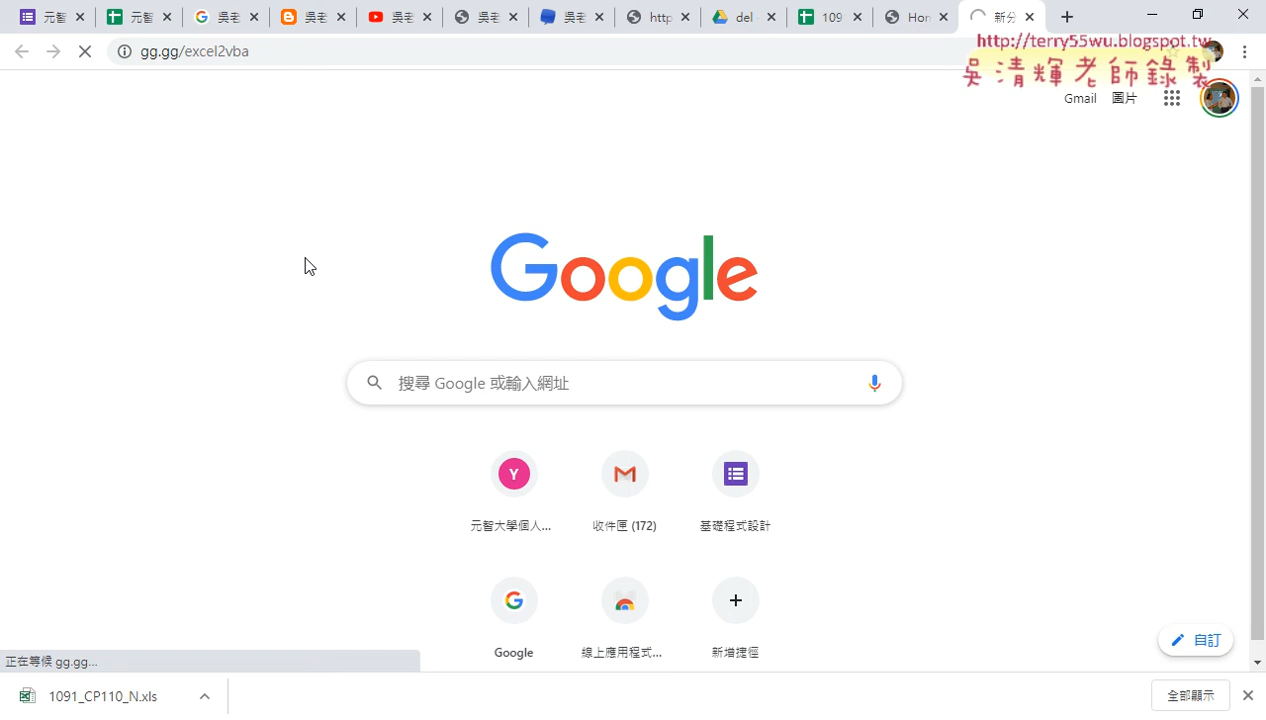 元智
元智
吳老
吳老
吳老
吳老
吳老
http
del
109
Hor
新分
gg.gg/excel2vba
http://terry55wu.blogspot.tw
吳清輝老師錄製
Gmail
圖片
Google
搜尋 Google 或輸入網址
Y
元智大學個人...
收件匣 (172)
基礎程式設計
Google
線上應用程式...
新增捷徑
自訂
正在等候 gg.gg...
1091_CP110_N.xls
全部顯示